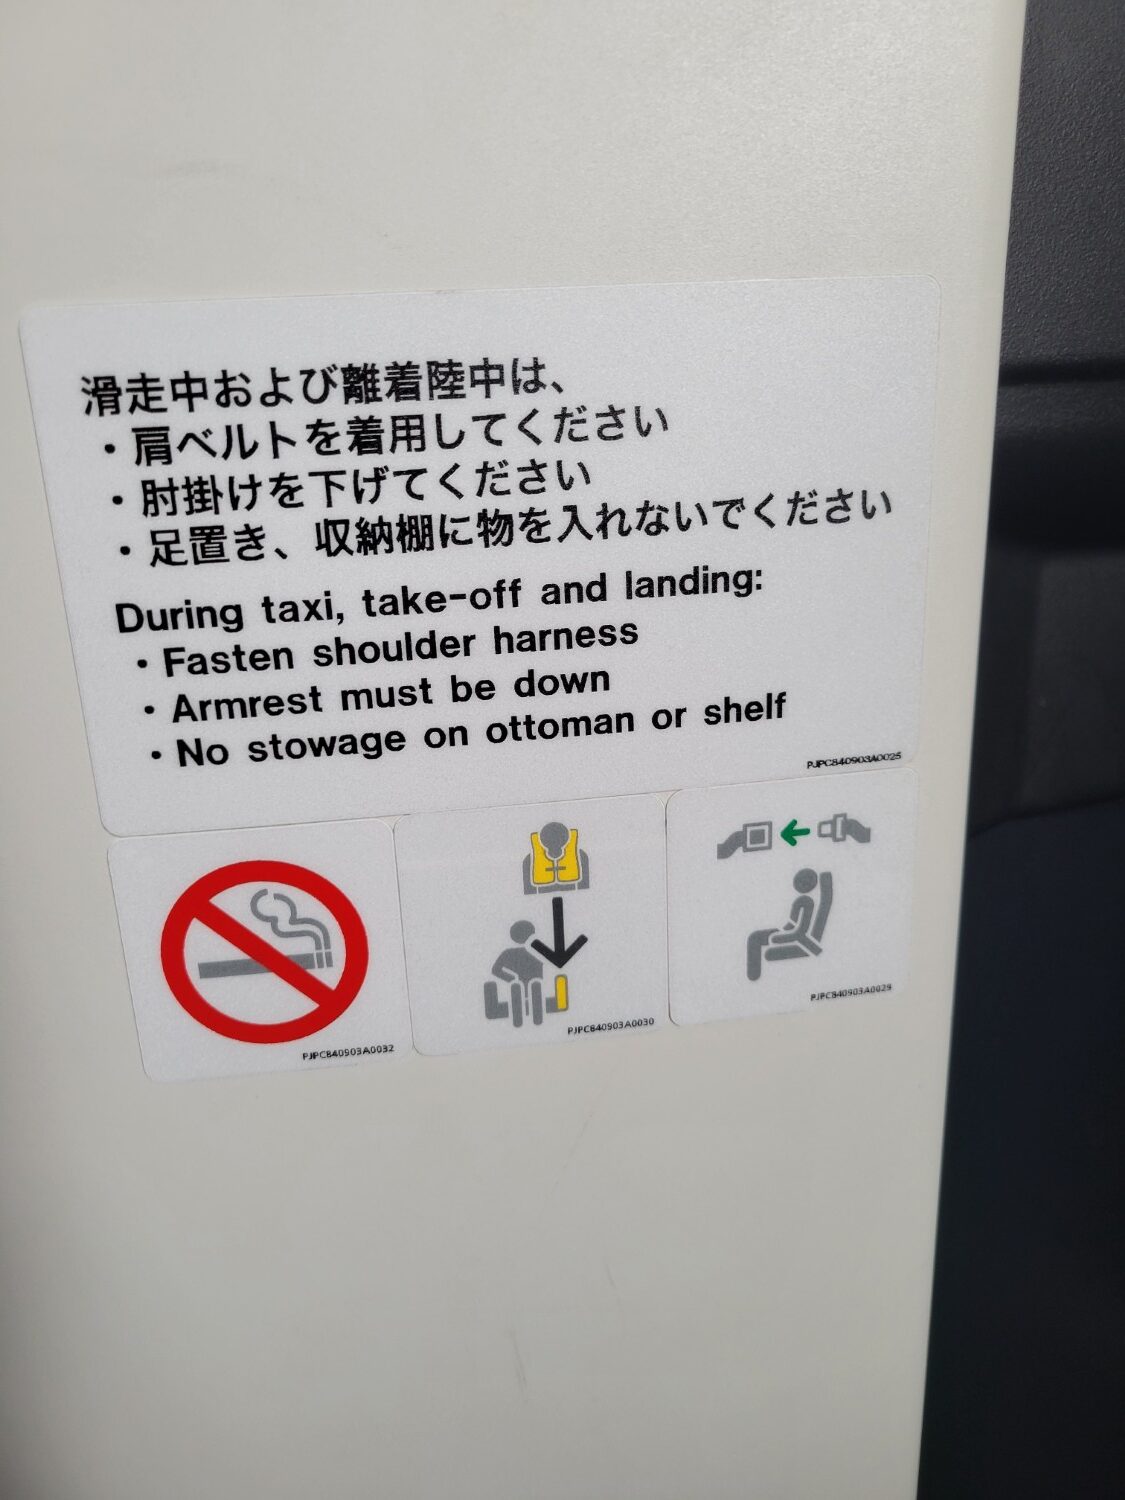 滑走中および離着陸中は、
・肩ベルトを着用してください
・肘掛けを下げてください
・足置き、収納棚に物を入れないでください
During taxi, take-off and landing:
・Fasten shoulder harness
・Armrest must be down
・No stowage on ottoman or shelf
PJPC840903A0025
PJPC840903A0032
PJPC840903A0030
PJPC840903A0029